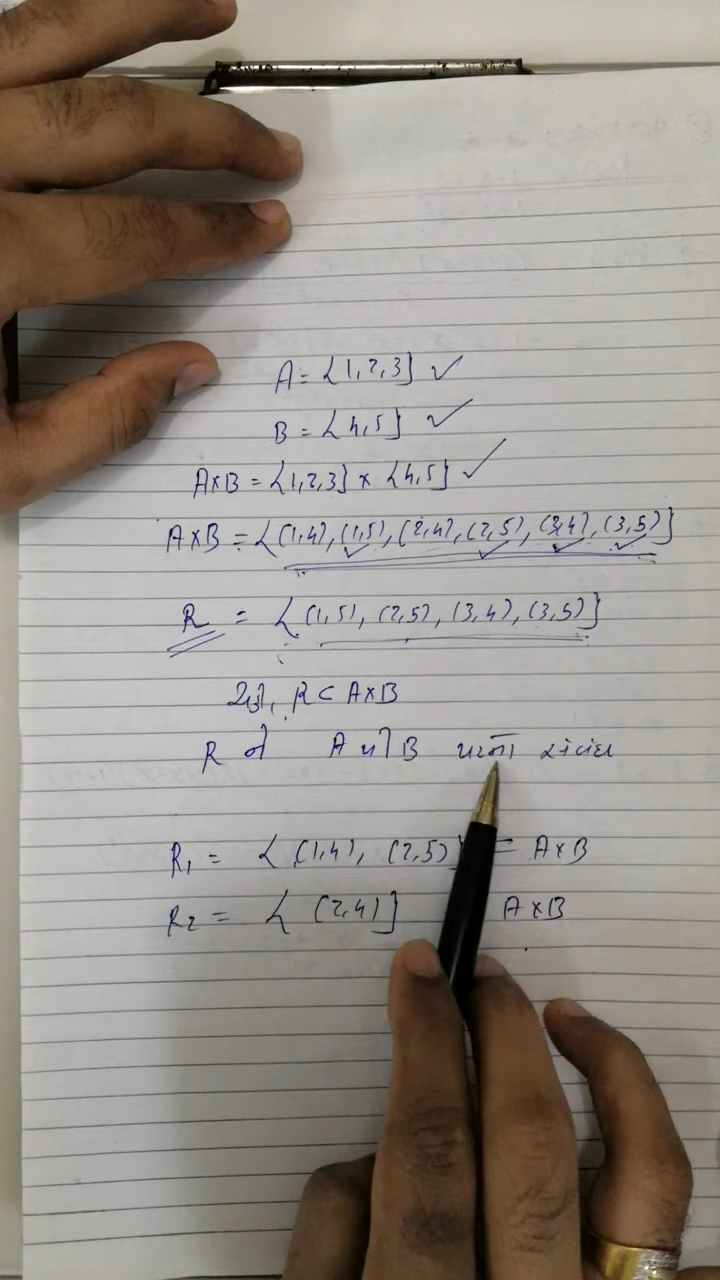 A = {1,2,3} ✓
B = {4,5} ✓
A×B = {1,2,3} × {4,5} ✓
A×B = {(1,4), (1,5), (2,4), (2,5), (3,4), (3,5)}
R = {(1,5), (2,5), (3,4), (3,5)}
R ⊂ A×B
R ને A થી B પરનો સંબંધ
R₁ = {(1,4), (2,5)} A×B
R₂ = {(2,4)} A×B